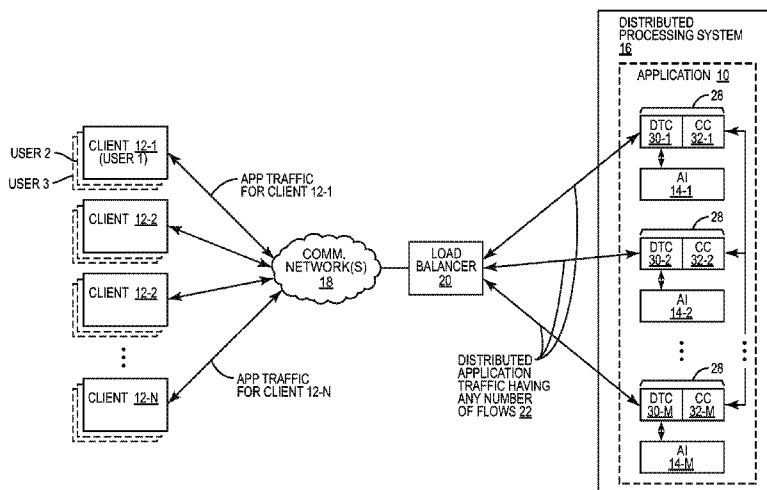 DISTRIBUTED
PROCESSING SYSTEM
16
APPLICATION 10
28
DTC
30-1
CC
32-1
AI
14-1
28
DTC
30-2
CC
32-2
AI
14-2
28
DTC
30-M
CC
32-M
AI
14-M
USER 2
USER 3
CLIENT 12-1
(USER 1)
APP TRAFFIC
FOR CLIENT 12-1
CLIENT 12-2
CLIENT 12-2
CLIENT 12-N
APP TRAFFIC
FOR CLIENT 12-N
COMM.
NETWORK(S)
18
LOAD
BALANCER
20
DISTRIBUTED
APPLICATION
TRAFFIC HAVING
ANY NUMBER
OF FLOWS 22